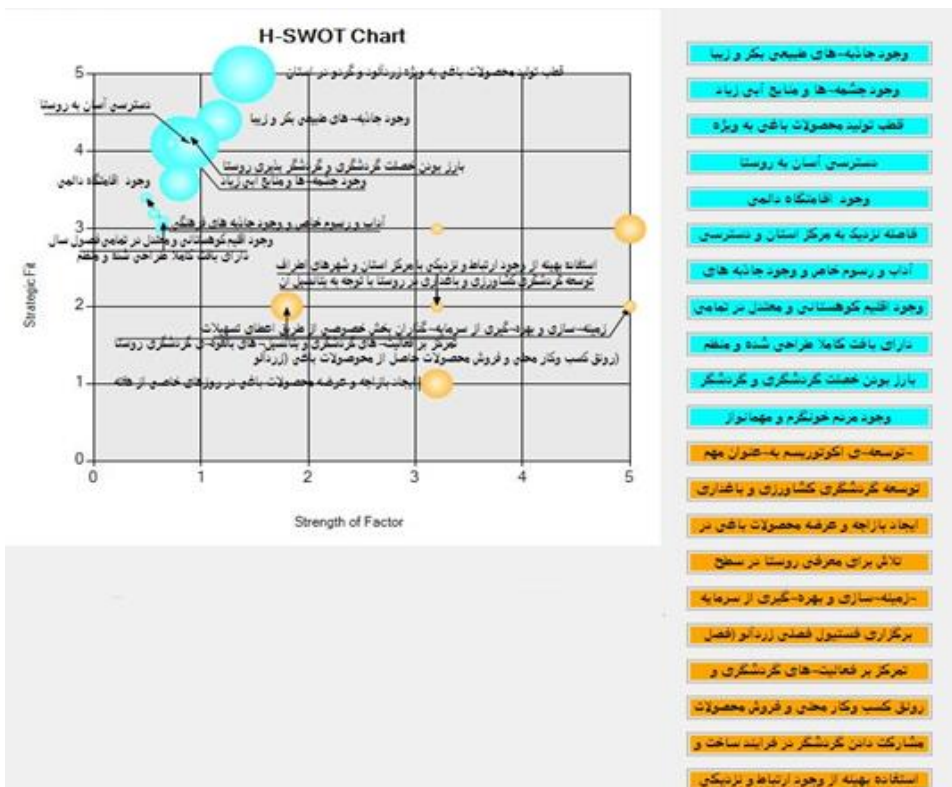 H-SWOT Chart
5
4
3
2
1
0
0
1
2
3
4
5
Strategic Fit
Strength of Factor
قطب تولید محصولات باغی به ویژه زردآلود و گردو در استان
دسترسی آسان به روستا
وجود جاذبه-های طبیعی بکر و زیبا
بارز بودن خصلت گردشگری و گردشگر پذیری روستا
وجود چشمه-ها و منابع آبی زیاد
وجود اقامتگاه دائمی
آداب و رسوم خاص و وجود جاذبه های فرهنگی
وجود اقلیم کوهستانی و معتدل در تمامی فصول سال
دارای بافت کاملا طراحی شده و منظم
استفاده بهینه از وجود ارتباط و نزدیکی با مرکز استان و شهرهای اطراف
توسعه گردشگری کشاورزی و باغداری در روستا با توجه به پتانسیل آن
زمینه-سازی و بهره-گیری از سرمایه-گذاران بخش خصوصی از طریق اعطای تسهیلات
تمرکز بر فعالیت-های گردشگری و پتانسیل-های بالقوه-ی گردشگری روستا
(رونق کسب وکار محلی و فروش محصولات حاصل از محصولات باغی (زردآلو
ایجاد بازاچه و عرضه محصولات باغی در روزهای خاصی از هفته
وجود جاذبه-های طبیعی بکر و زیبا
وجود چشمه-ها و منابع آبی زیاد
قطب تولید محصولات باغی به ویژه
دسترسی آسان به روستا
وجود اقامتگاه دائمی
فاصله نزدیک به مرکز استان و دسترسی
آداب و رسوم خاص و وجود جاذبه های
وجود اقلیم کوهستانی و معتدل در تمامی
دارای بافت کاملا طراحی شده و منظم
بارز بودن خصلت گردشگری و گردشگر
وجود مردم خونگرم و مهمانواز
-توسعه-ی اکوتوریسم به-عنوان مهم
توسعه گردشگری کشاورزی و باغداری
ایجاد بازاچه و عرضه محصولات باغی در
تلاش برای معرفی روستا در سطح
-زمینه-سازی و بهره-گیری از سرمایه
برگزاری فستیول فصلی زردآلو (فصل
تمرکز بر فعالیت-های گردشگری و
رونق کسب وکار محلی و فروش محصولات
مشارکت دادن گردشگر در فرایند ساخت و
استفاده بهینه از وجود ارتباط و نزدیکی